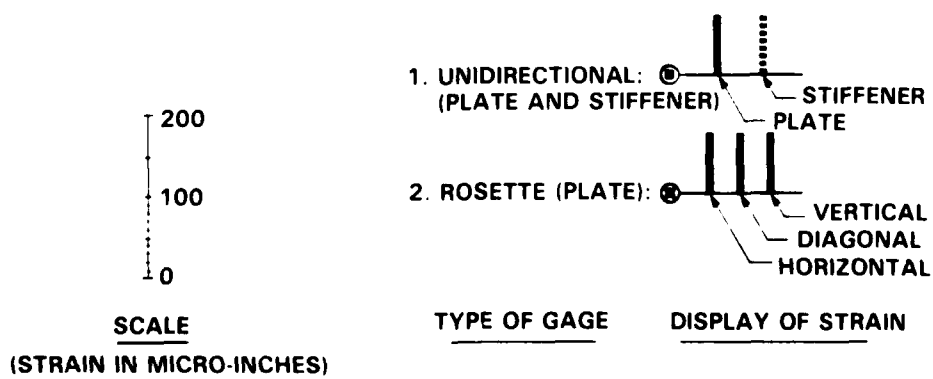 1. UNIDIRECTIONAL:
(PLATE AND STIFFENER)
STIFFENER
PLATE
200
100
0
2. ROSETTE (PLATE):
VERTICAL
DIAGONAL
HORIZONTAL
SCALE
(STRAIN IN MICRO-INCHES)
TYPE OF GAGE
DISPLAY OF STRAIN